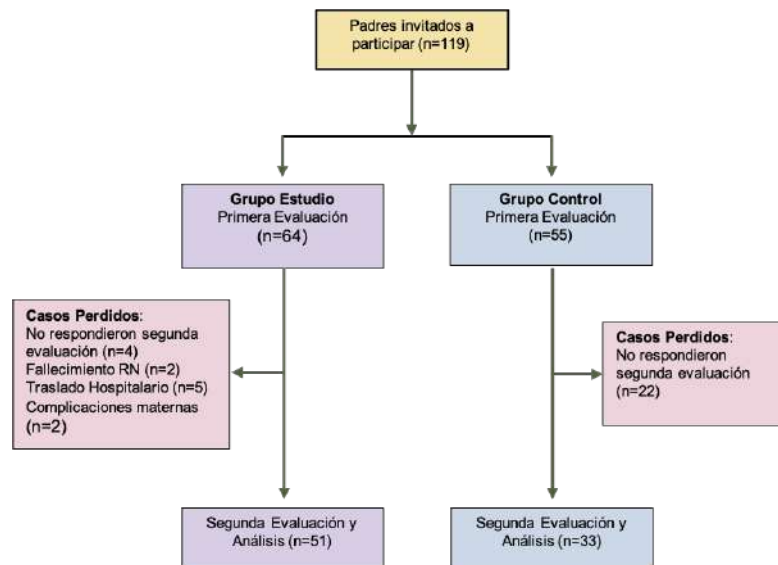 Padres invitados a
participar (n=119)
Grupo Estudio
Primera Evaluación
(n=64)
Grupo Control
Primera Evaluación
(n=55)
Casos Perdidos:
No respondieron segunda
evaluación (n=4)
Fallecimiento RN (n=2)
Traslado Hospitalario (n=5)
Complicaciones maternas
(n=2)
Casos Perdidos:
No respondieron
segunda evaluación
(n=22)
Segunda Evaluación y
Análisis (n=51)
Segunda Evaluación y
Análisis (n=33)